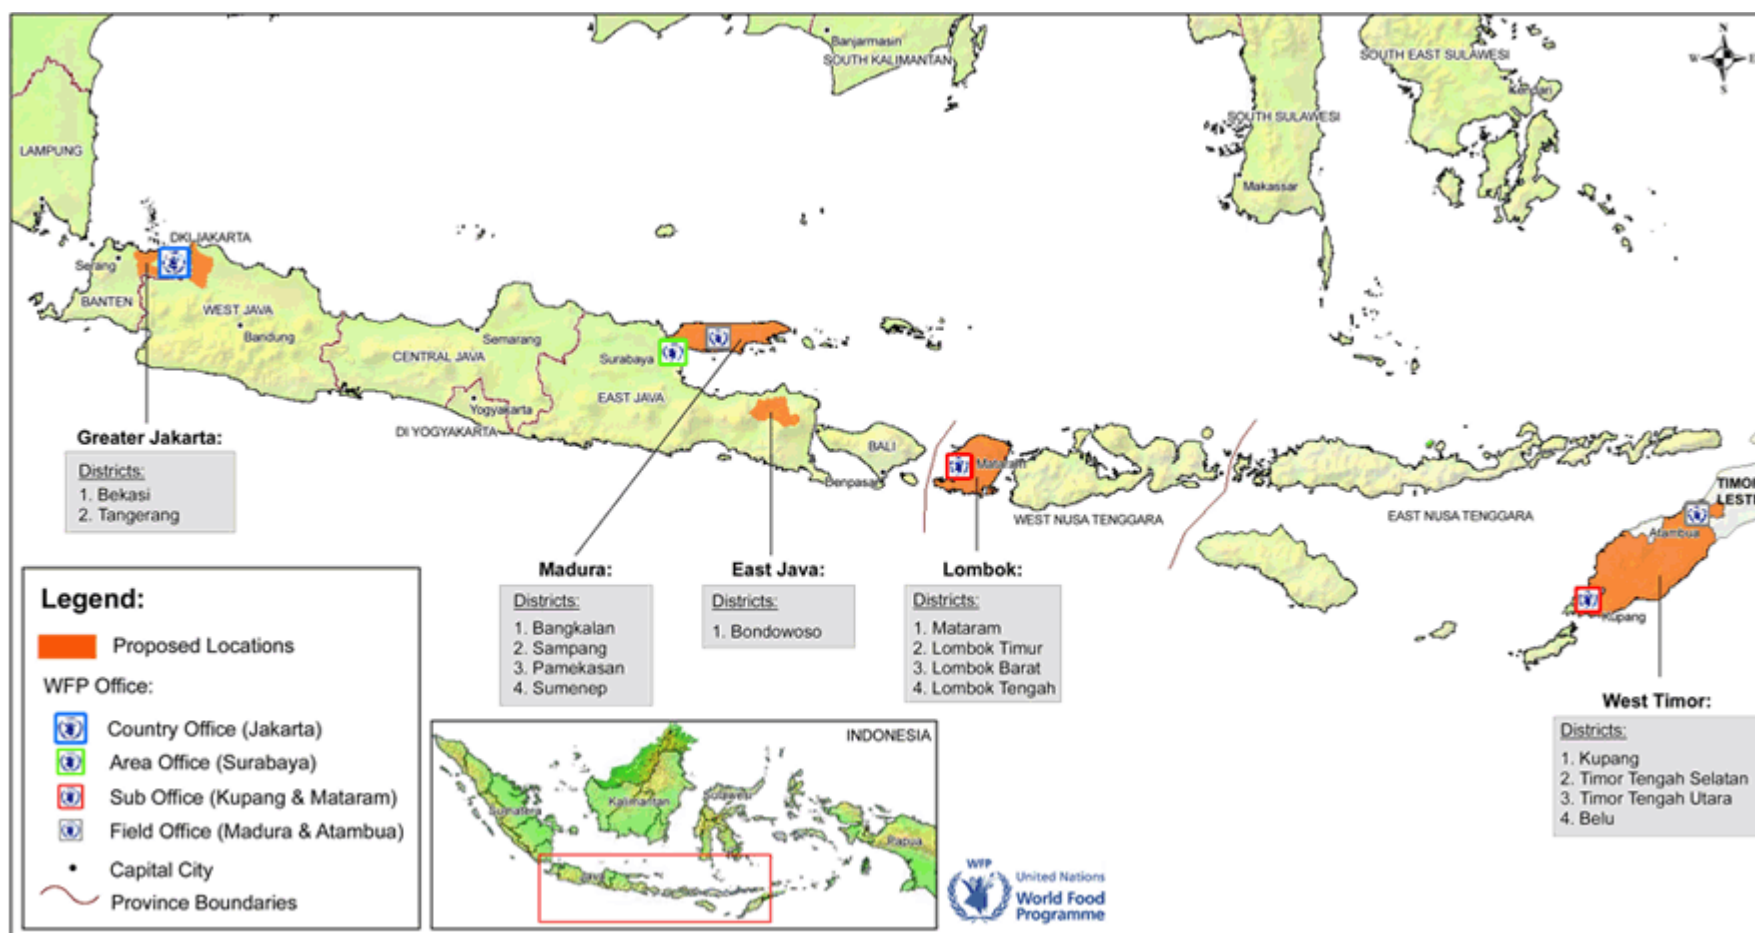 Banjarmasin
SOUTH KALIMANTAN
SOUTH EAST SULAWESI
N
W
E
S
Kendari
LAMPUNG
SOUTH SULAWESI
Makassar
DKI JAKARTA
Serang
BANTEN
WEST JAVA
Bandung
CENTRAL JAVA
Semarang
Surabaya
EAST JAVA
Yogyakarta
DI YOGYAKARTA
BALI
Denpasar
Mataram
WEST NUSA TENGGARA
EAST NUSA TENGGARA
TIMOR
LESTE
Atambua
Kupang
Greater Jakarta:
Districts:
1. Bekasi
2. Tangerang
Madura:
Districts:
1. Bangkalan
2. Sampang
3. Pamekasan
4. Sumenep
East Java:
Districts:
1. Bondowoso
Lombok:
Districts:
1. Mataram
2. Lombok Timur
3. Lombok Barat
4. Lombok Tengah
West Timor:
Districts:
1. Kupang
2. Timor Tengah Selatan
3. Timor Tengah Utara
4. Belu
Legend:
Proposed Locations
WFP Office:
Country Office (Jakarta)
Area Office (Surabaya)
Sub Office (Kupang & Mataram)
Field Office (Madura & Atambua)
Capital City
Province Boundaries
INDONESIA
Sumatera
Kalimantan
Sulawesi
Papua
Java
WFP
United Nations
World Food
Programme